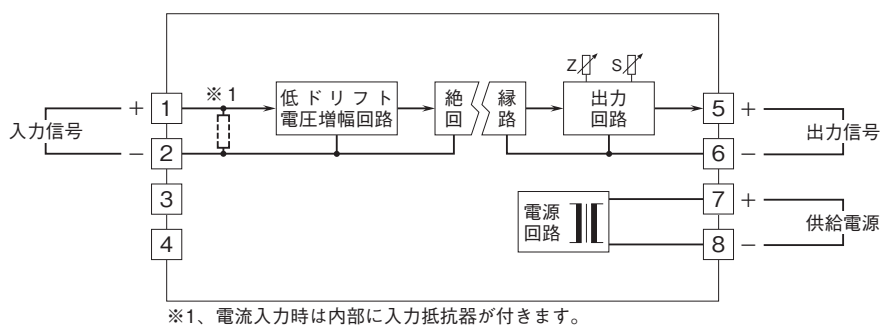 Z S
※1
低ドリフト
電圧増幅回路
絶 縁
回 路
出力
回路
＋ 1
入力信号
－ 2
3
4
5 ＋
出力信号
6 －
電源
回路
7 ＋
供給電源
8 －
※1、電流入力時は内部に入力抵抗器が付きます。